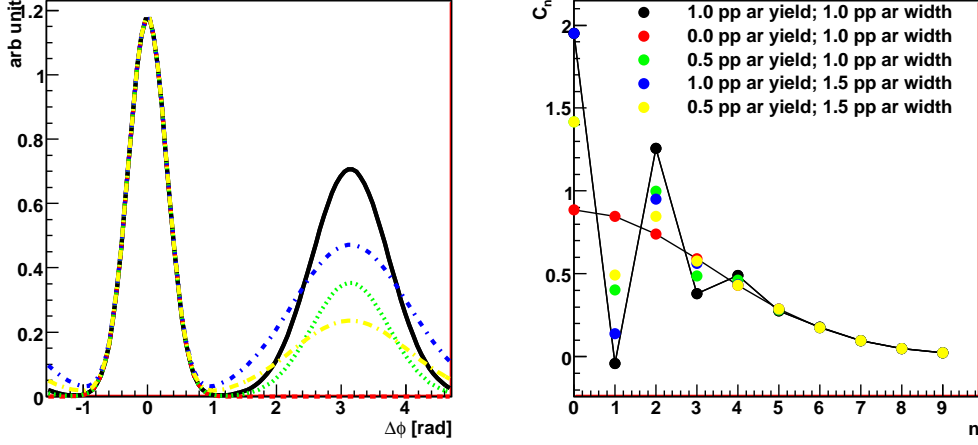 arb unit
1.2
1
0.8
0.6
0.4
0.2
0
-1 0 1 2 3 4
Δϕ [rad]
Cn
2
1.5
1
0.5
0
1.0 pp ar yield; 1.0 pp ar width
0.0 pp ar yield; 1.0 pp ar width
0.5 pp ar yield; 1.0 pp ar width
1.0 pp ar yield; 1.5 pp ar width
0.5 pp ar yield; 1.5 pp ar width
0 1 2 3 4 5 6 7 8 9
n